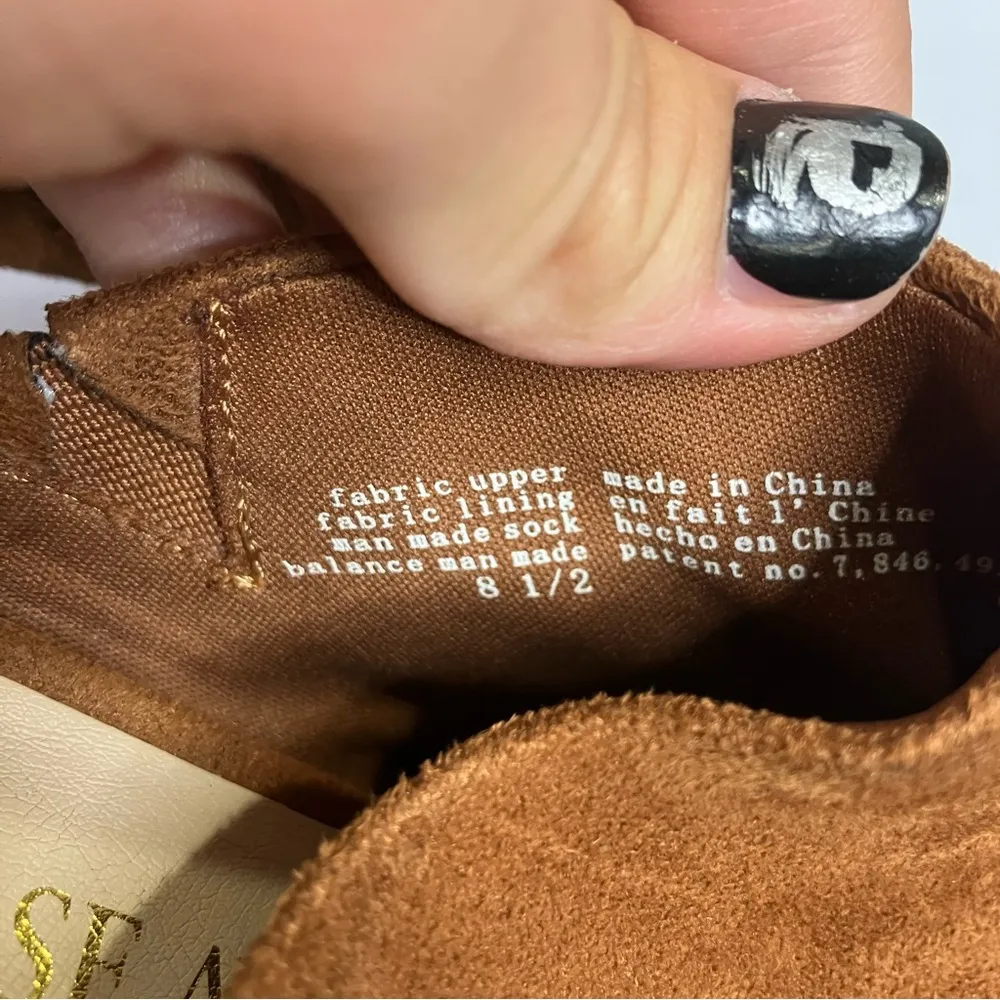 fabric upper
fabric lining
man made sock
balance man made
8 1/2
made in China
en fait l' Chine
hecho en China
patent no. 7,846,49
SE